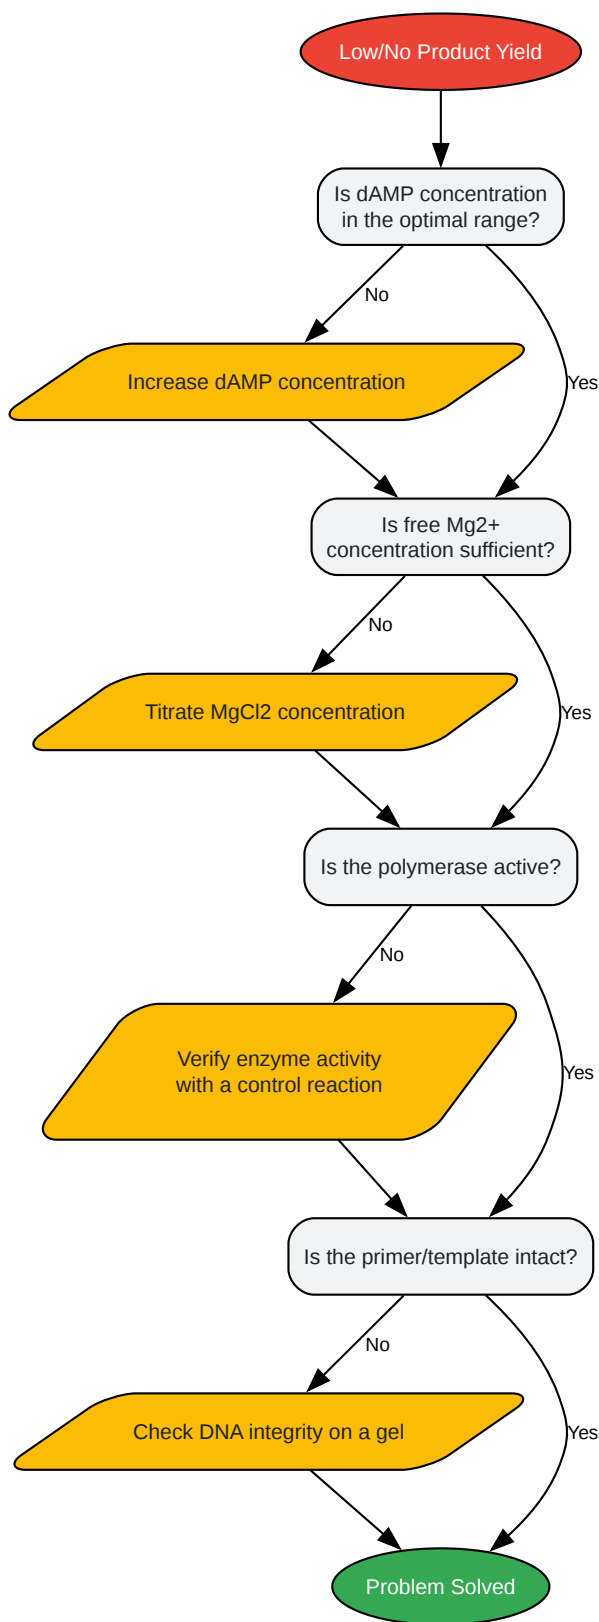 Low/No Product Yield
Is dAMP concentration
in the optimal range?
No
Increase dAMP concentration
Yes
Is free Mg2+
concentration sufficient?
No
Titrate MgCl2 concentration
Yes
Is the polymerase active?
No
Verify enzyme activity
with a control reaction
Yes
Is the primer/template intact?
No
Check DNA integrity on a gel
Yes
Problem Solved